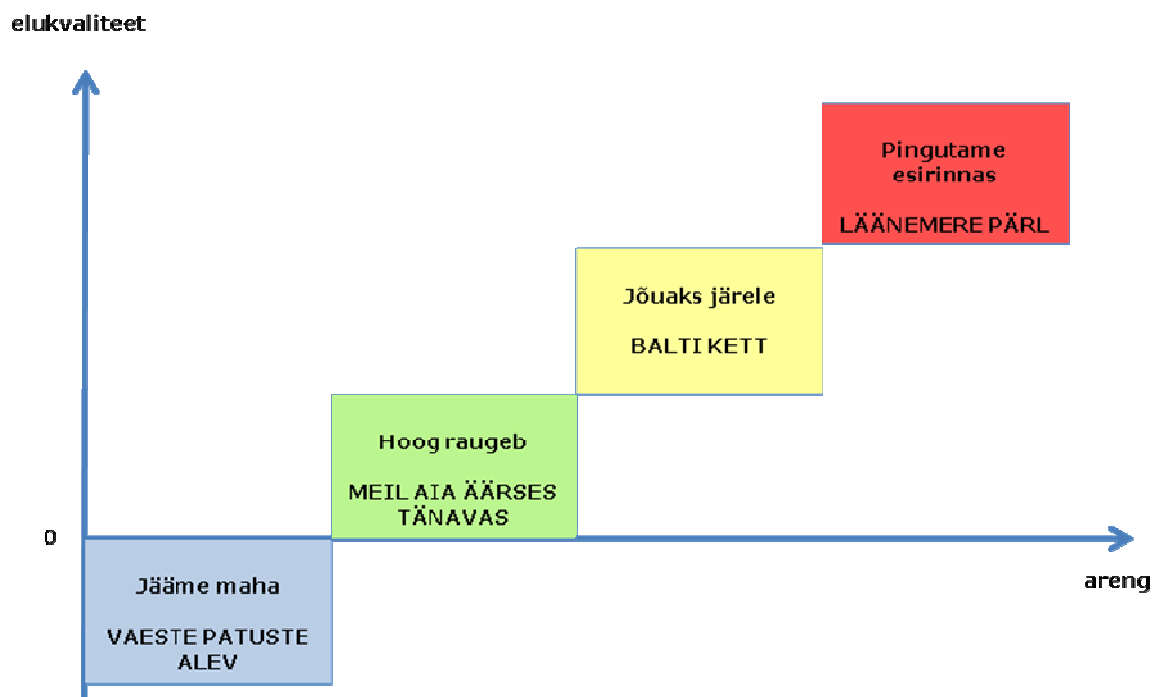 elukvaliteet
Pingutame
esirinnas
LÄÄNEMERE PÄRL
Jõuaks järele
BALTI KETT
Hoog raugeb
MEIL AIA ÄÄRSES
TÄNAVAS
0
areng
Jääme maha
VAESTE PATUSTE
ALEV